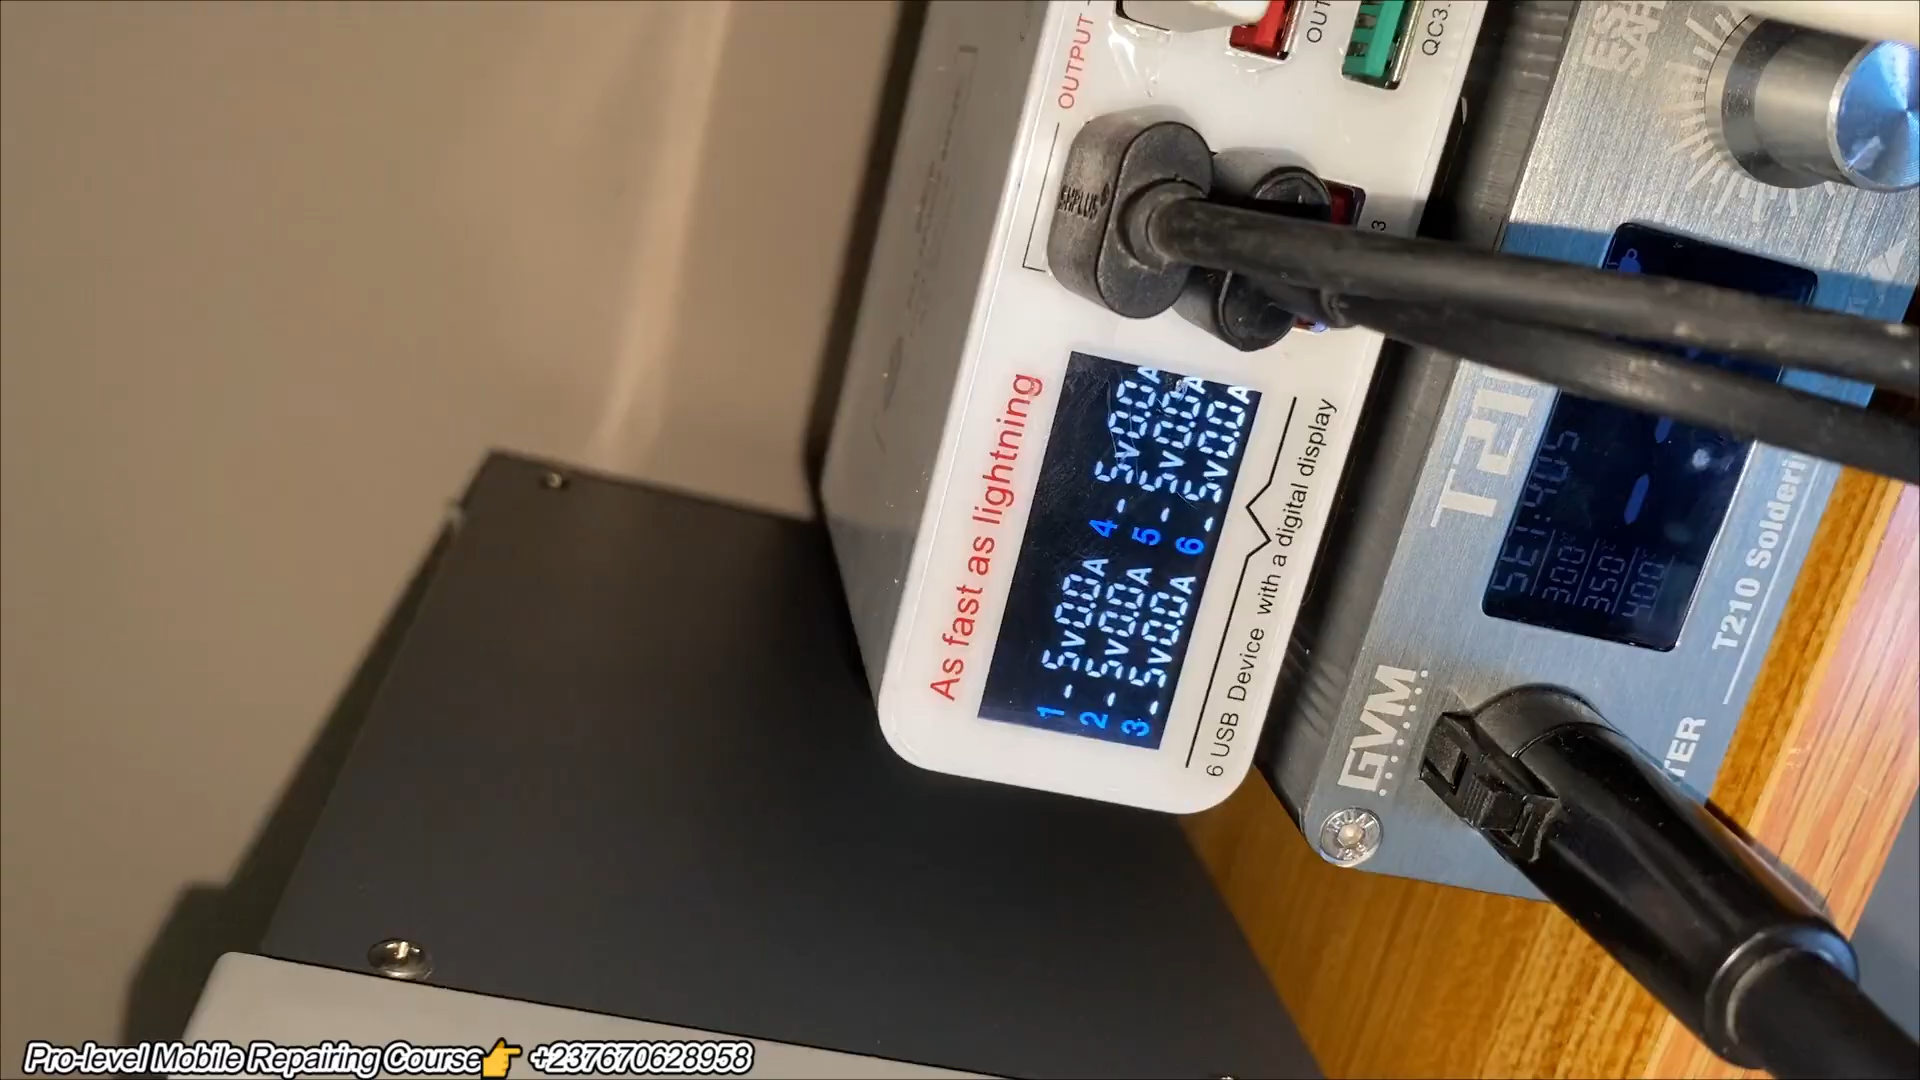 OUTPUT
QC3.
As fast as lightning
1 - 5V0.0A 4 - 5V0.0A
2 - 5V0.0A 5 - 5V0.0A
3 - 5V0.0A 6 - 5V0.0A
6 USB Device with a digital display
SET:405
300°C
350°C
400°C
GVM
Pro-level Mobile Repairing Course👉 +237670628958